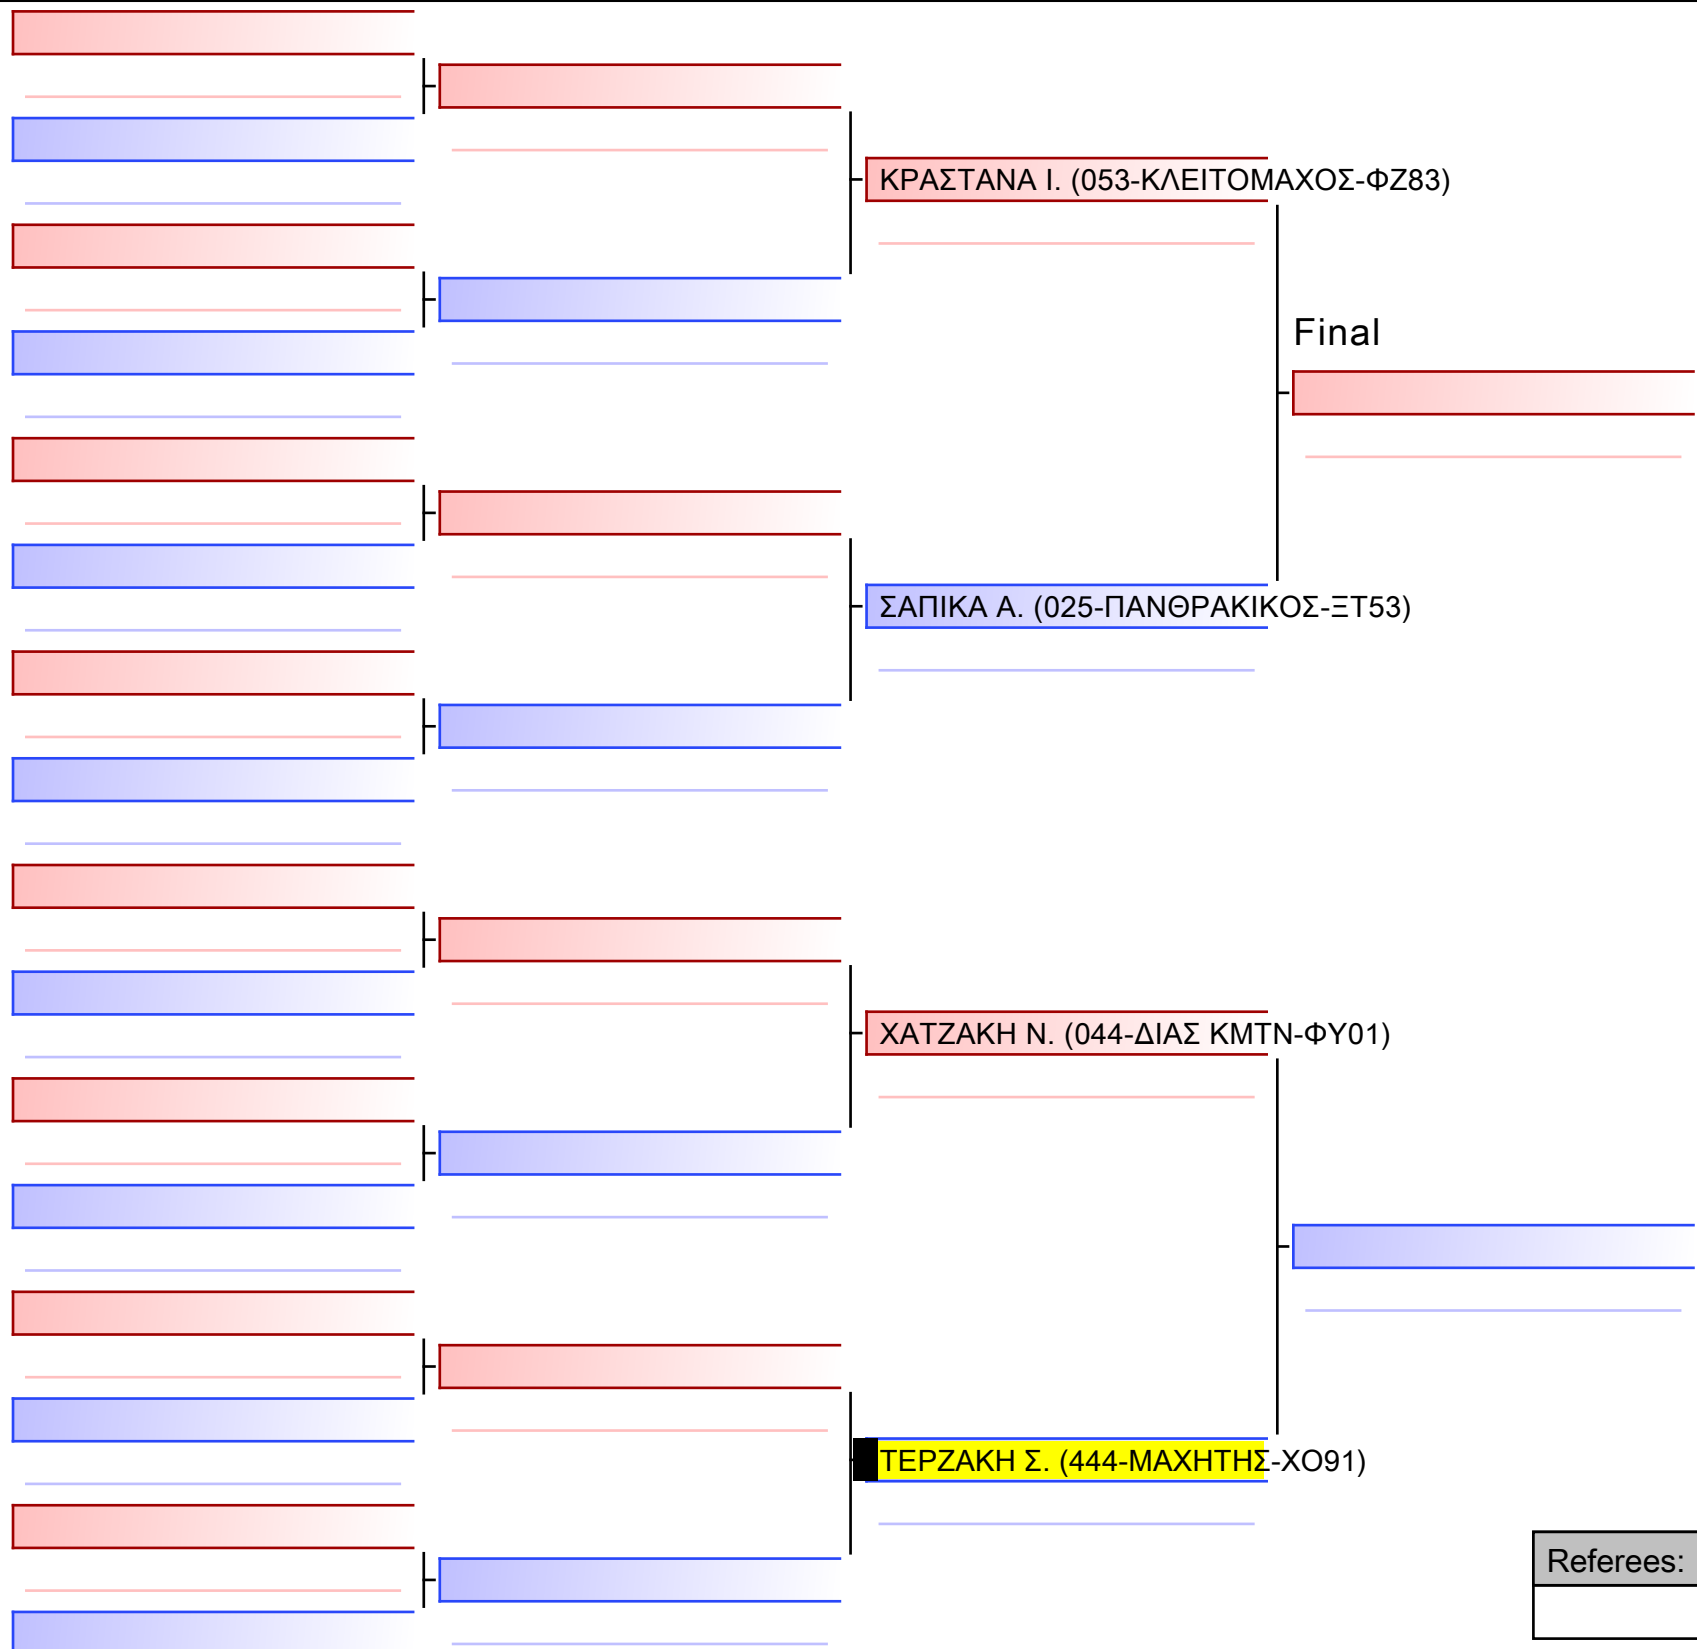 ΚΡΑΣΤΑΝΑ Ι. (053-ΚΛΕΙΤΟΜΑΧΟΣ-ΦΖ83)
Final
ΣΑΠΙΚΑ Α. (025-ΠΑΝΘΡΑΚΙΚΟΣ-ΞΤ53)
ΧΑΤΖΑΚΗ Ν. (044-ΔΙΑΣ ΚΜΤΝ-ΦΥ01)
ΤΕΡΖΑΚΗ Σ. (444-ΜΑΧΗΤΗΣ-ΧΟ91)
Referees: